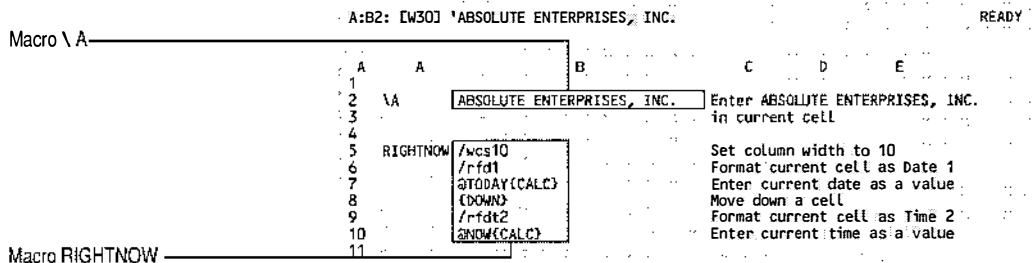 A:B2: [W30] 'ABSOLUTE ENTERPRISES, INC. READY
Macro \ A
A A B C D E
1
2 \A ABSOLUTE ENTERPRISES, INC. Enter ABSOLUTE ENTERPRISES, INC.
3 in current cell
4
5 RIGHTNOW /wcs10 Set column width to 10
6 /rfd1 Format current cell as Date 1
7 @TODAY{CALC} Enter current date as a value
8 {DOWN} Move down a cell
9 /rfdt2 Format current cell as Time 2
10 @NOW{CALC} Enter current time as a value
11
Macro RIGHTNOW